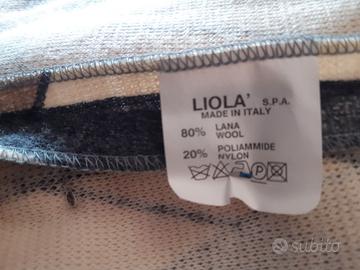 LIOLA' S.P.A.
MADE IN ITALY
80% LANA
WOOL
20% POLIAMMIDE
NYLON
P
subito